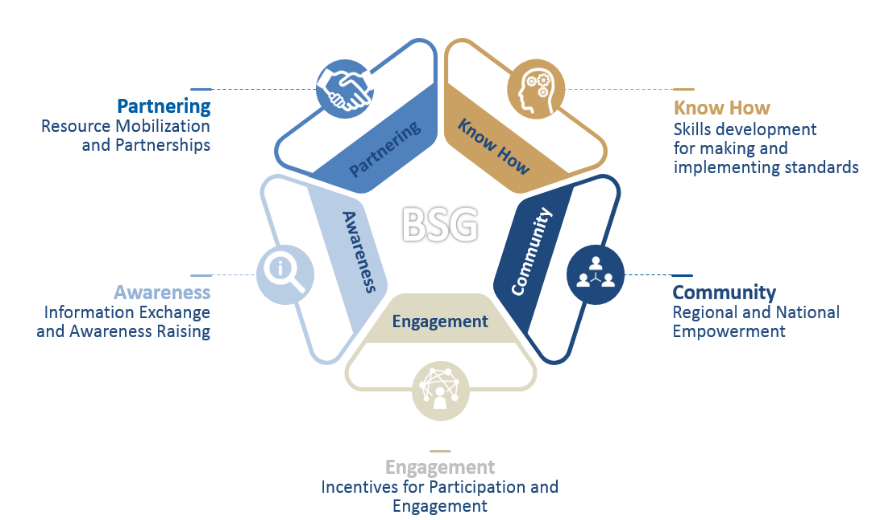 Partnering
Resource Mobilization
and Partnerships
Partnering
Know How
Know How
Skills development
for making and
implementing standards
Awareness
BSG
Community
Awareness
Information Exchange
and Awareness Raising
Engagement
Community
Regional and National
Empowerment
i
Engagement
Incentives for Participation and
Engagement